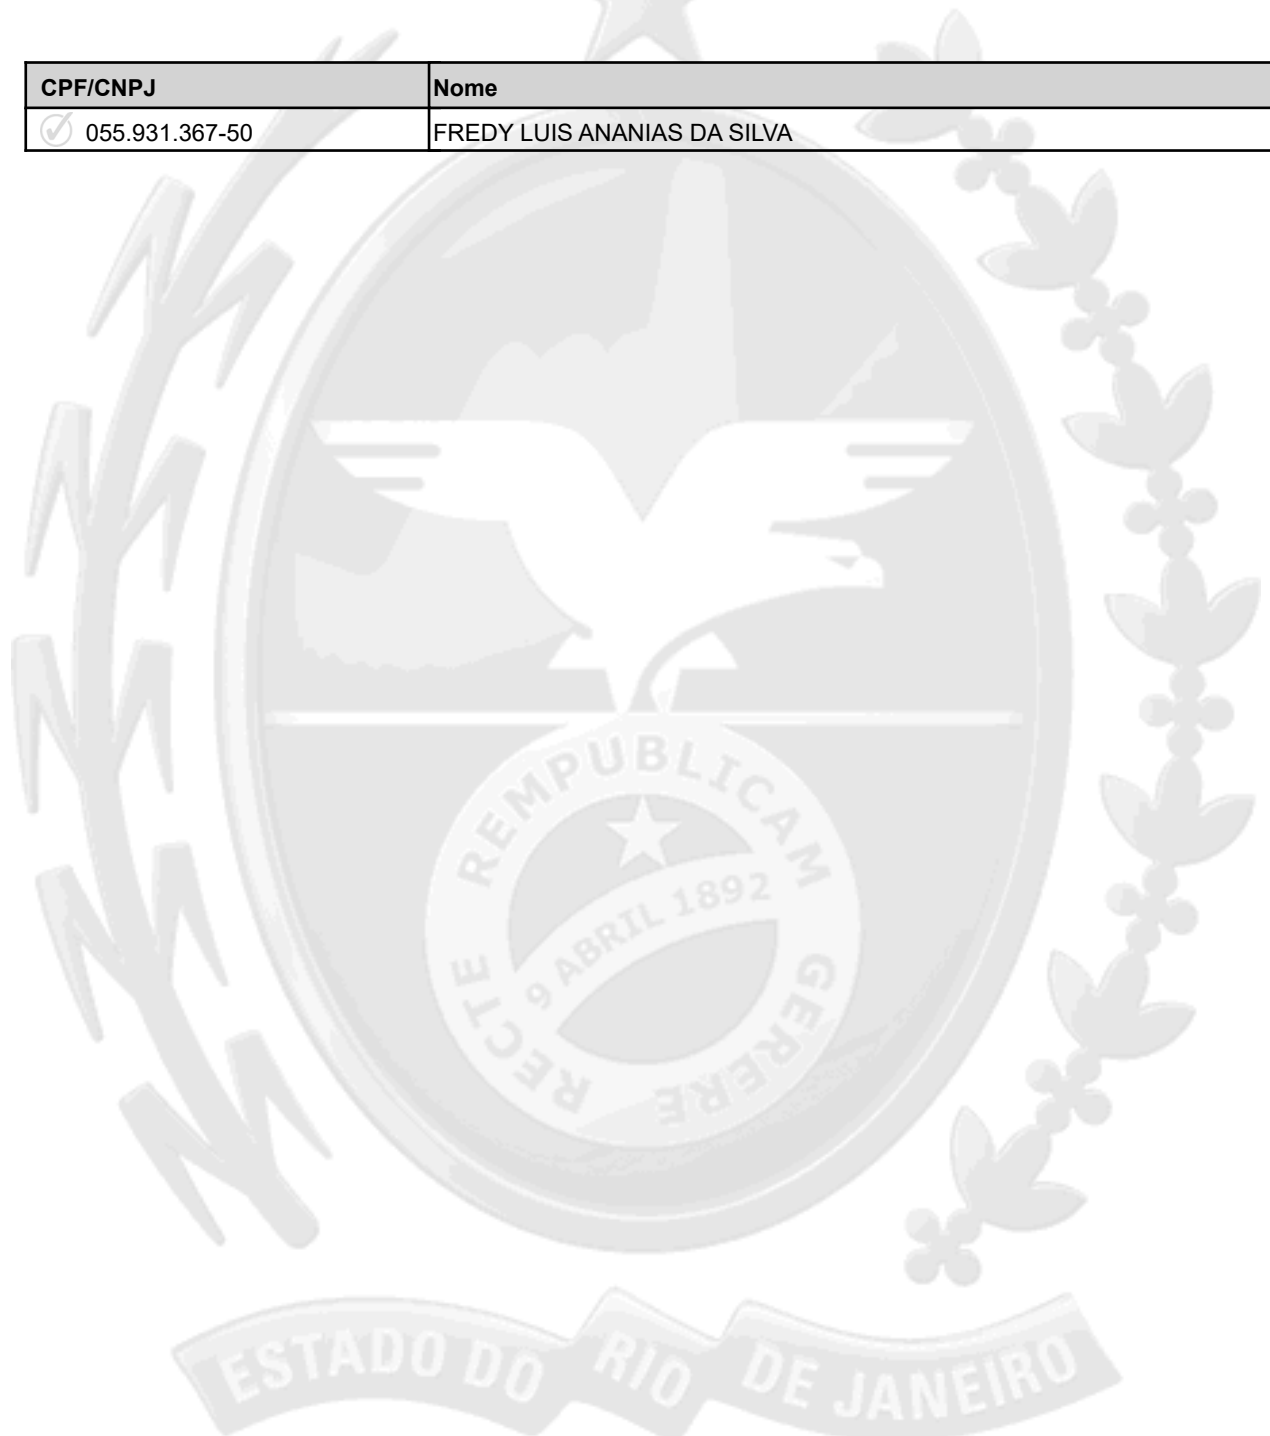 CPF/CNPJ Nome
055.931.367-50 FREDY LUIS ANANIAS DA SILVA
REMPUBLICAM
9 ABRIL 1892
RECTE GERERE
ESTADO DO RIO DE JANEIRO